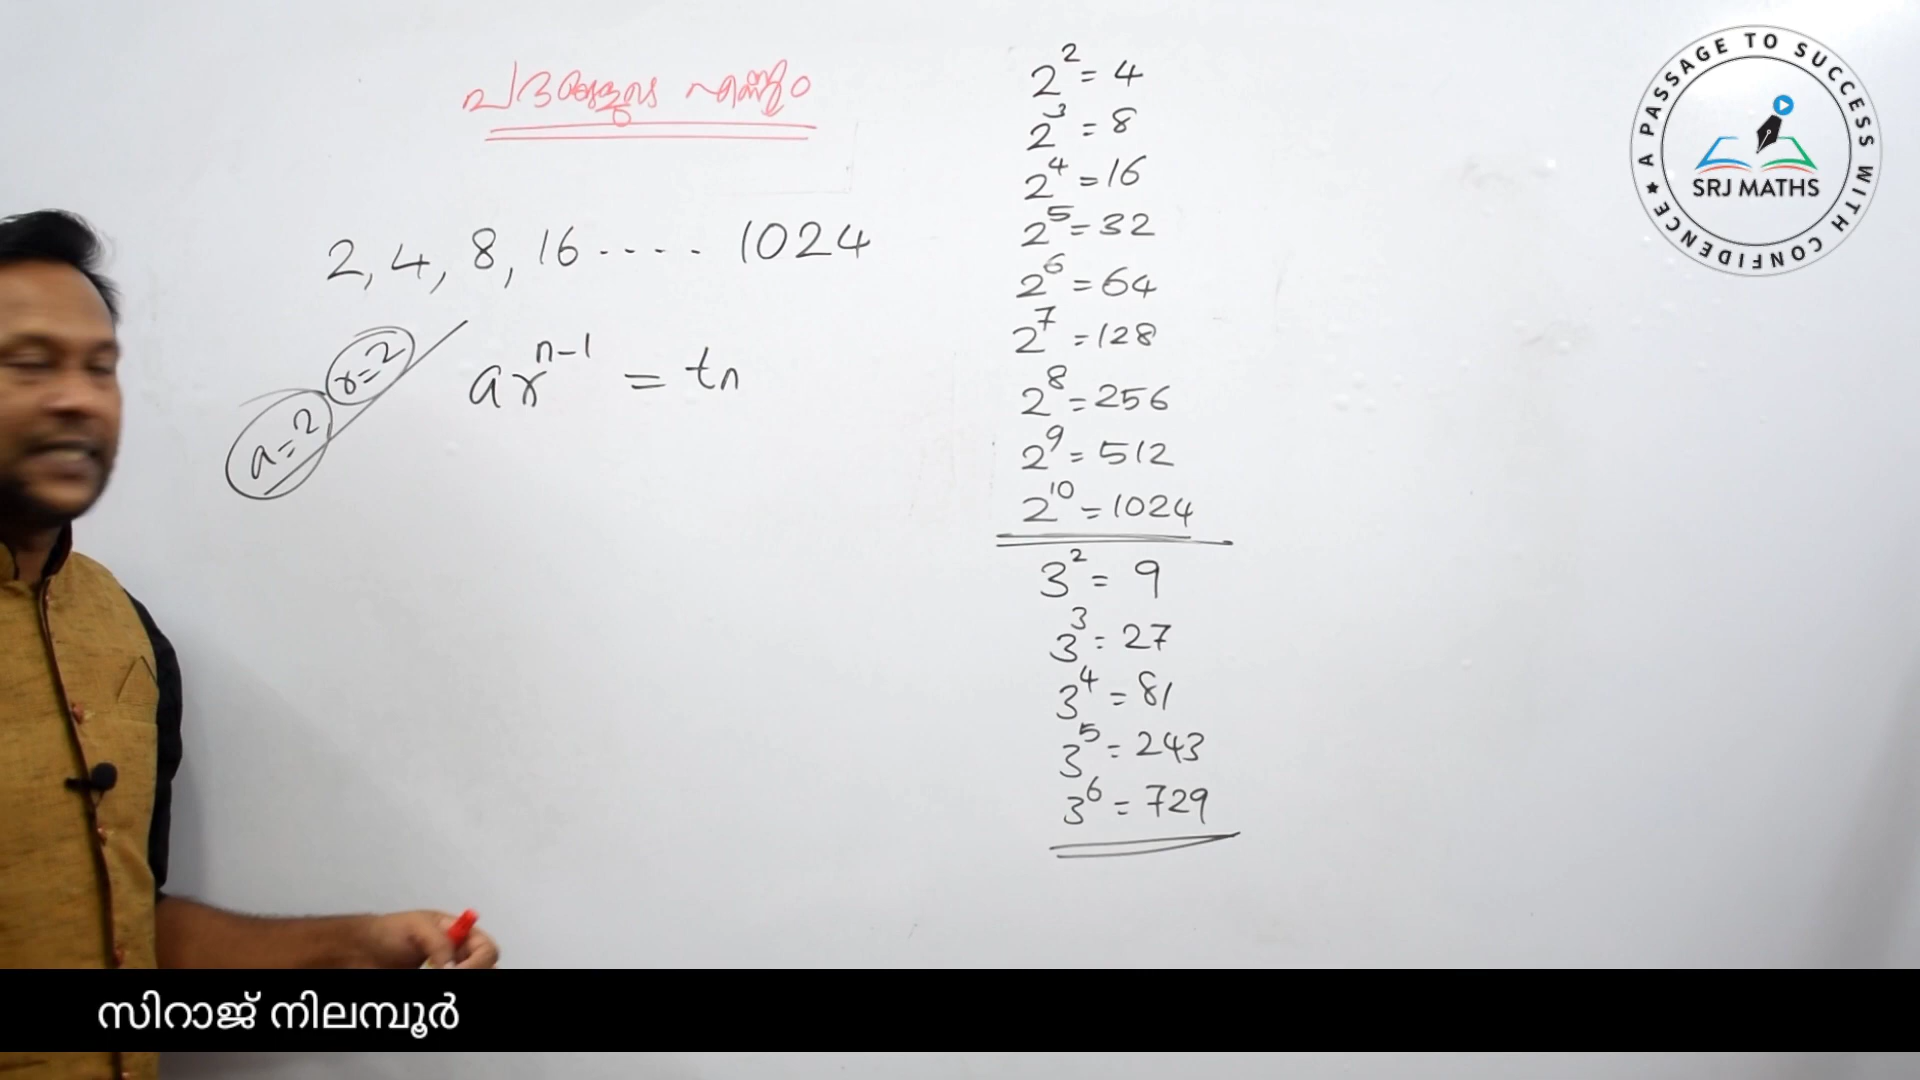 പദങ്ങളുടെ എണ്ണം
2, 4, 8, 16 .... 1024
a=2 r=2
ar^{n-1} = tn
2^2 = 4
2^3 = 8
2^4 = 16
2^5 = 32
2^6 = 64
2^7 = 128
2^8 = 256
2^9 = 512
2^10 = 1024
3^2 = 9
3^3 = 27
3^4 = 81
3^5 = 243
3^6 = 729
A PASSAGE TO SUCCESS WITH CONFIDENCE ★
SRJ MATHS
സിറാജ് നിലമ്പൂർ